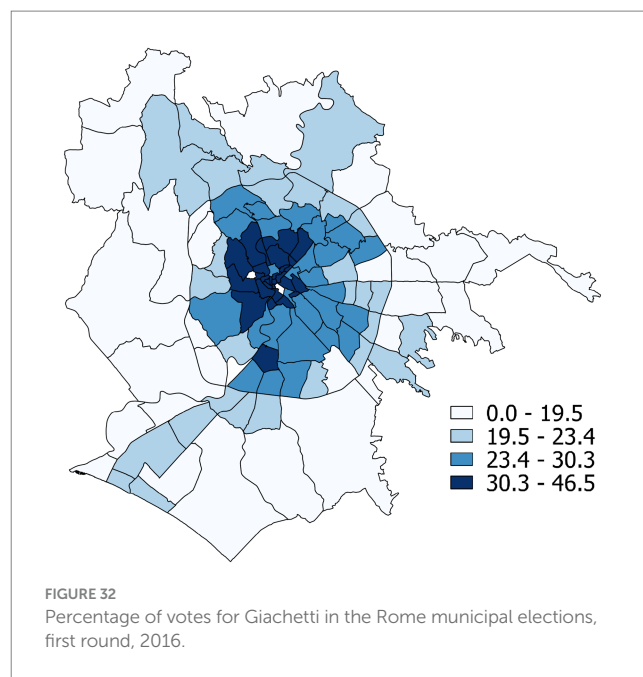 0.0 - 19.5
19.5 - 23.4
23.4 - 30.3
30.3 - 46.5
FIGURE 32
Percentage of votes for Giachetti in the Rome municipal elections,
first round, 2016.